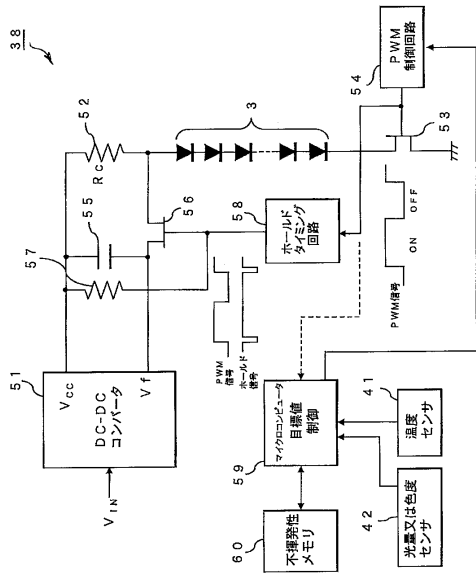 38
51
VIN
DC-DC
コンバータ
Vcc
Vf
57
55
52
Rc
56
3
58
ホールド
タイミング
回路
54
PWM
制御回路
53
PWM信号
ON
OFF
PWM
信号
ホールド
信号
59
マイクロコンピュータ
目標値
制御
60
不揮発性
メモリ
41
温度
センサ
42
光量又は色度
センサ